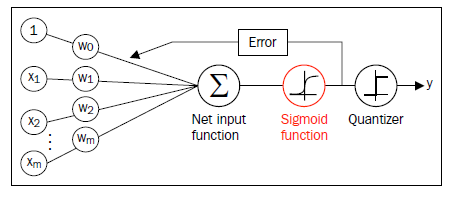 1
W0
Error
X1
W1
Σ
y
X2
W2
Net input
function
Sigmoid
function
Quantizer
Wm
Xm